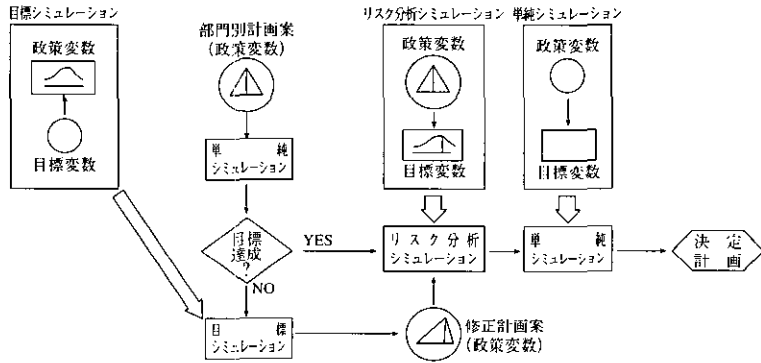 目標シミュレーション
政策変数
目標変数
部門別計画案
(政策変数)
単 純
シミュレーション
目標
達成
?
YES
NO
目 標
シミュレーション
リスク分析シミュレーション
政策変数
目標変数
リスク分析
シミュレーション
修正計画案
(政策変数)
単純シミュレーション
政策変数
目標変数
単 純
シミュレーション
決 定
計 画